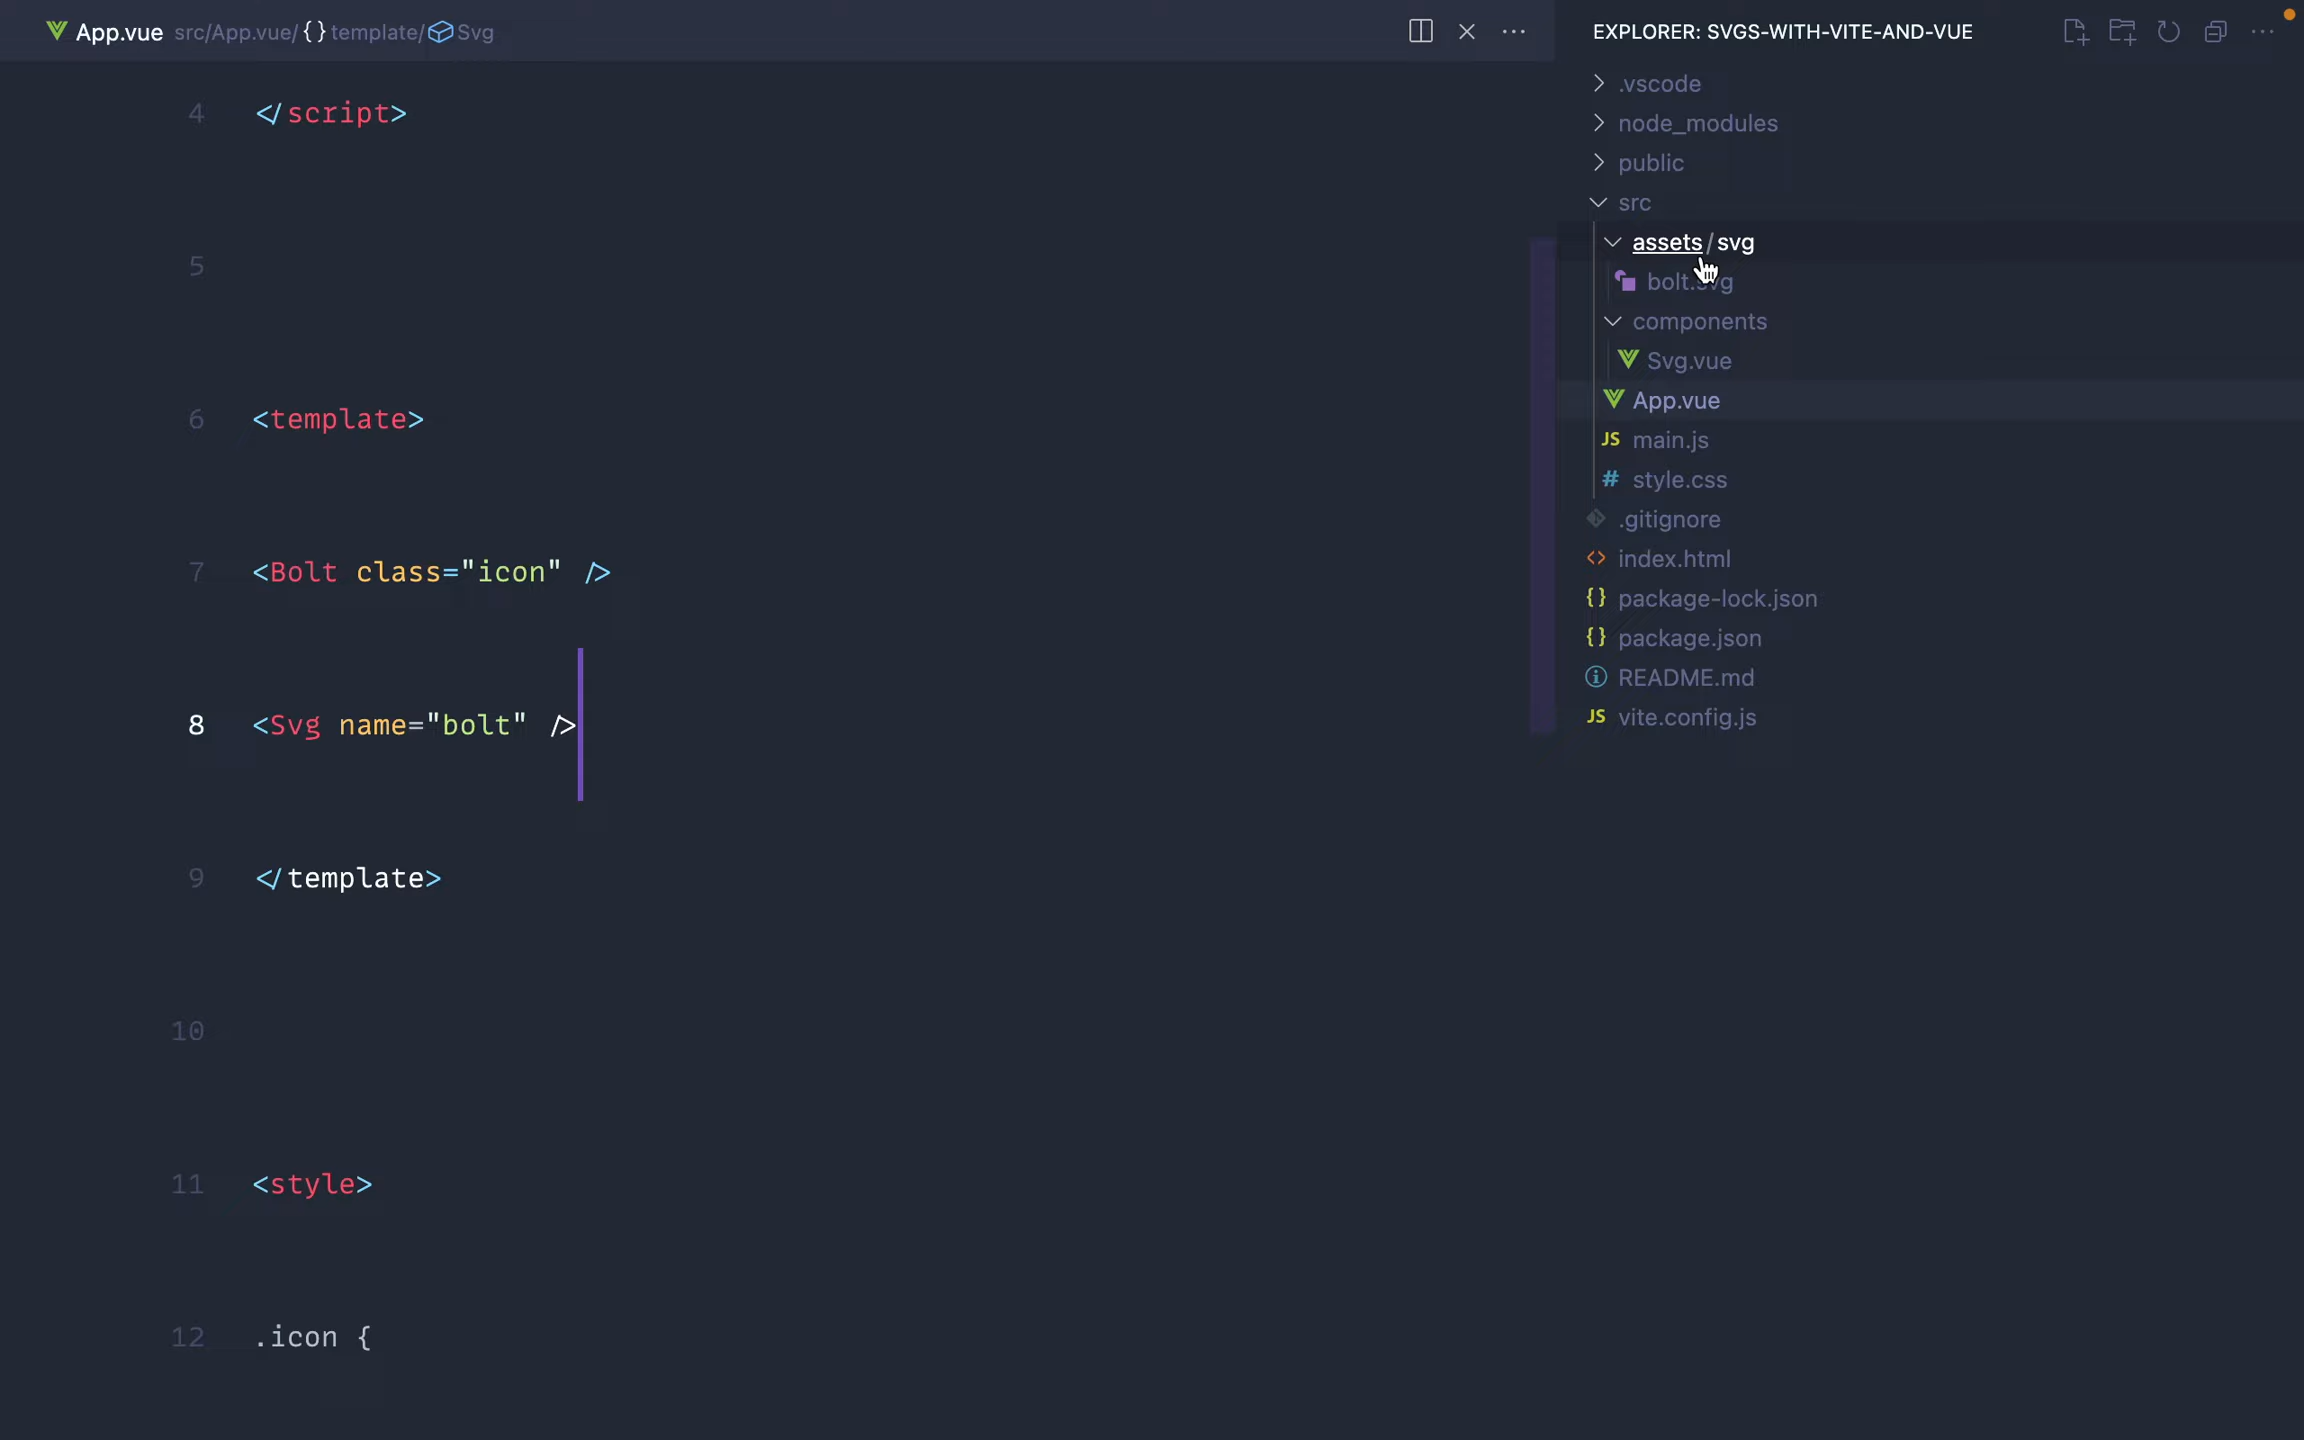 App.vue src/App.vue/ {} template/ Svg
4 </script>
5
6 <template>
7 <Bolt class="icon" />
8 <Svg name="bolt" />
9 </template>
10
11 <style>
12 .icon {
EXPLORER: SVGS-WITH-VITE-AND-VUE
.vscode
node_modules
public
src
assets/svg
bolt.svg
components
Svg.vue
App.vue
JS main.js
# style.css
.gitignore
<> index.html
{} package-lock.json
{} package.json
README.md
JS vite.config.js